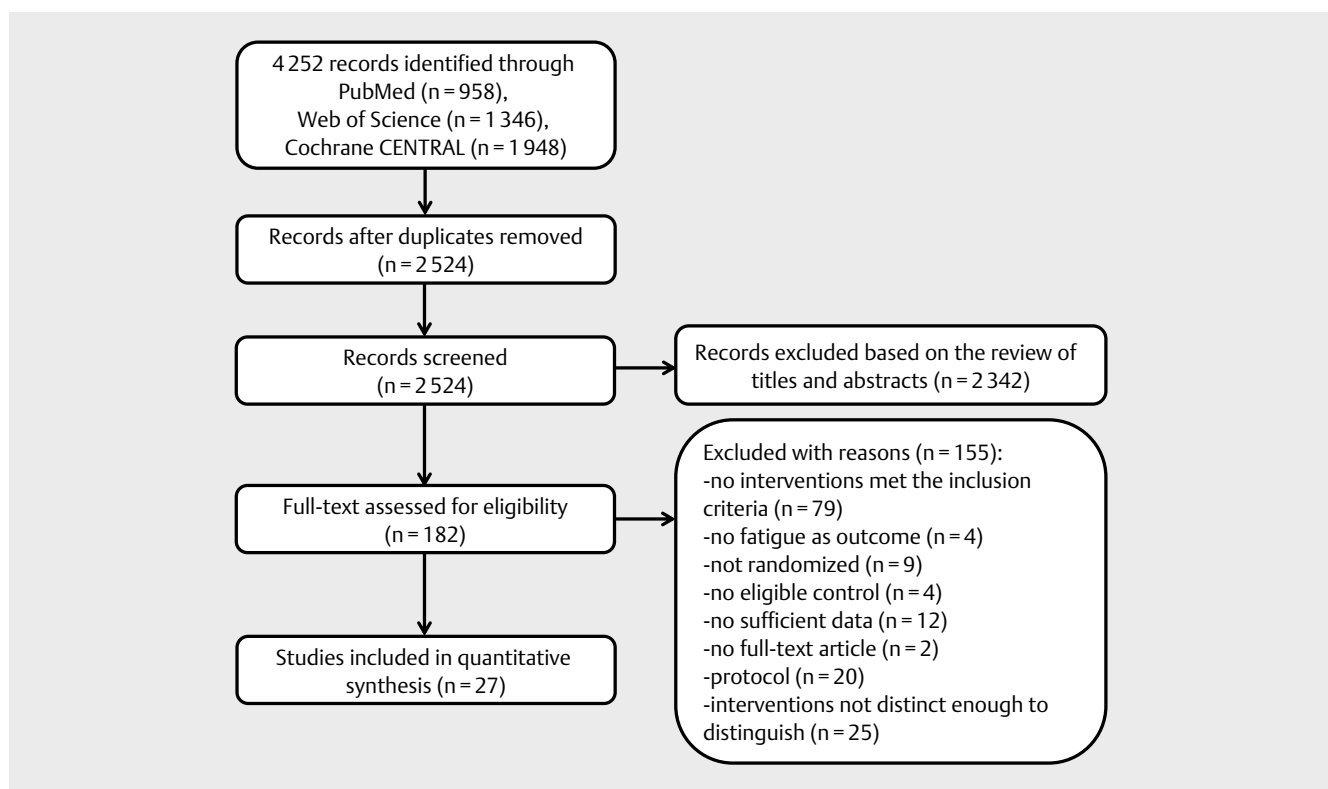 4 252 records identified through
PubMed (n = 958),
Web of Science (n = 1 346),
Cochrane CENTRAL (n = 1 948)
Records after duplicates removed
(n = 2 524)
Records screened
(n = 2 524)
Records excluded based on the review of
titles and abstracts (n = 2 342)
Full-text assessed for eligibility
(n = 182)
Excluded with reasons (n = 155):
-no interventions met the inclusion
criteria (n = 79)
-no fatigue as outcome (n = 4)
-not randomized (n = 9)
-no eligible control (n = 4)
-no sufficient data (n = 12)
-no full-text article (n = 2)
-protocol (n = 20)
-interventions not distinct enough to
distinguish (n = 25)
Studies included in quantitative
synthesis (n = 27)